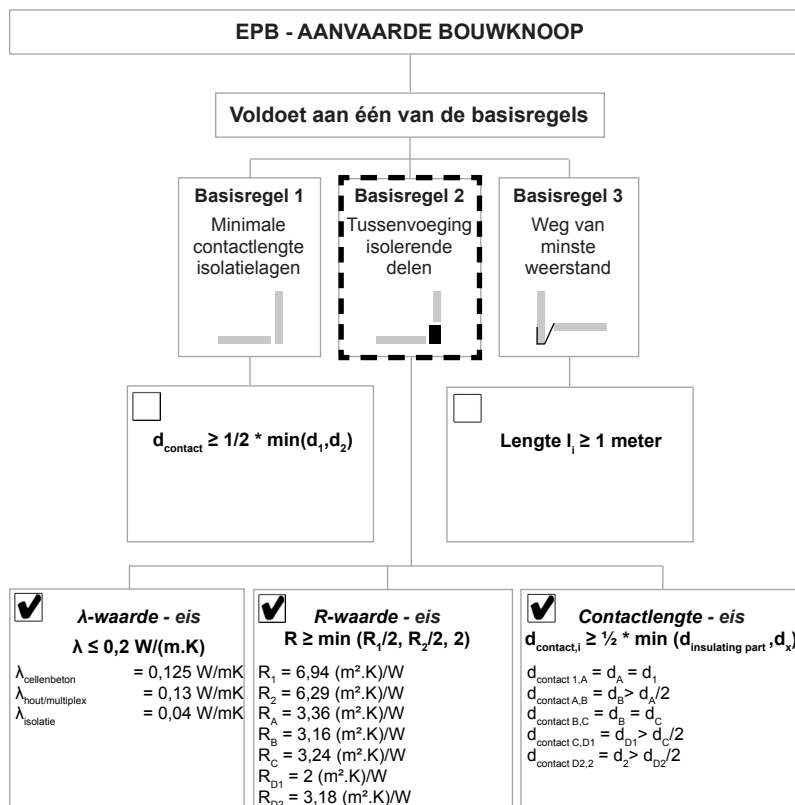 EPB - AANVAARDE BOUWKNOOP
Voldoet aan één van de basisregels
Basisregel 1
Minimale
contactlengte
isolatielagen
Basisregel 2
Tussenvoeging
isolerende
delen
Basisregel 3
Weg van
minste
weerstand
d_contact ≥ 1/2 * min(d_1,d_2)
Lengte l_i ≥ 1 meter
λ-waarde - eis
λ ≤ 0,2 W/(m.K)
λ_cellenbeton = 0,125 W/mK
λ_hout/multiplex = 0,13 W/mK
λ_isolatie = 0,04 W/mK
R-waarde - eis
R ≥ min (R_1/2, R_2/2, 2)
R_1 = 6,94 (m².K)/W
R_2 = 6,29 (m².K)/W
R_A = 3,36 (m².K)/W
R_B = 3,16 (m².K)/W
R_C = 3,24 (m².K)/W
R_D1 = 2 (m².K)/W
R_D2 = 3,18 (m².K)/W
Contactlengte - eis
d_contact,i ≥ ½ * min (d_insulating part ,d_x)
d_contact 1,A = d_A = d_1
d_contact A,B = d_B > d_A/2
d_contact B,C = d_B = d_C
d_contact C,D1 = d_D1 > d_C/2
d_contact D2,2 = d_2 > d_D2/2